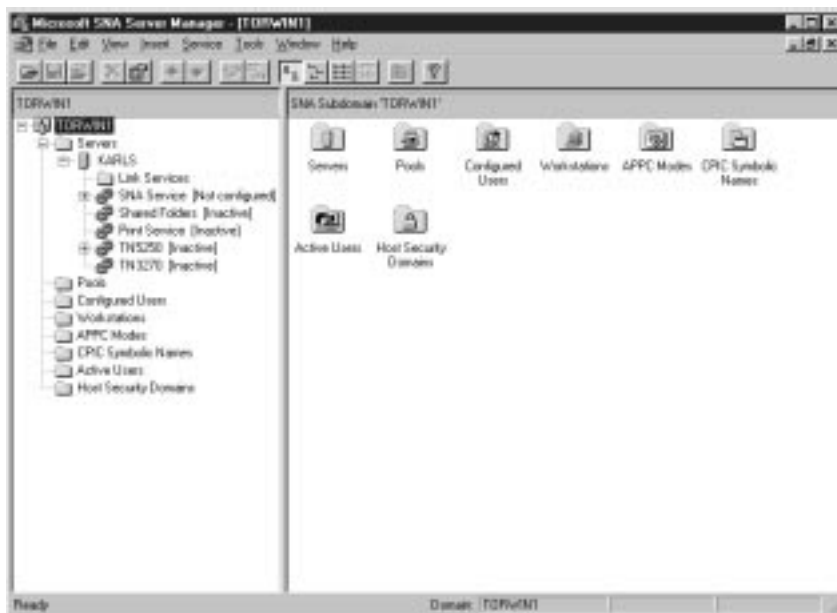 Microsoft SNA Server Manager - [TORWIN1]
File Edit View Insert Service Tools Window Help
TORWIN1
SNA Subdomain 'TORWIN1'
TORWIN1
Servers
KARLS
Link Services
SNA Service [Not configured]
Shared Folders [Inactive]
Print Service [Inactive]
TN5250 [Inactive]
TN3270 [Inactive]
Pools
Configured Users
Workstations
APPC Modes
CPIC Symbolic Names
Active Users
Host Security Domains
Servers
Pools
Configured Users
Workstations
APPC Modes
CPIC Symbolic Names
Active Users
Host Security Domains
Ready
Domain: TORWIN1